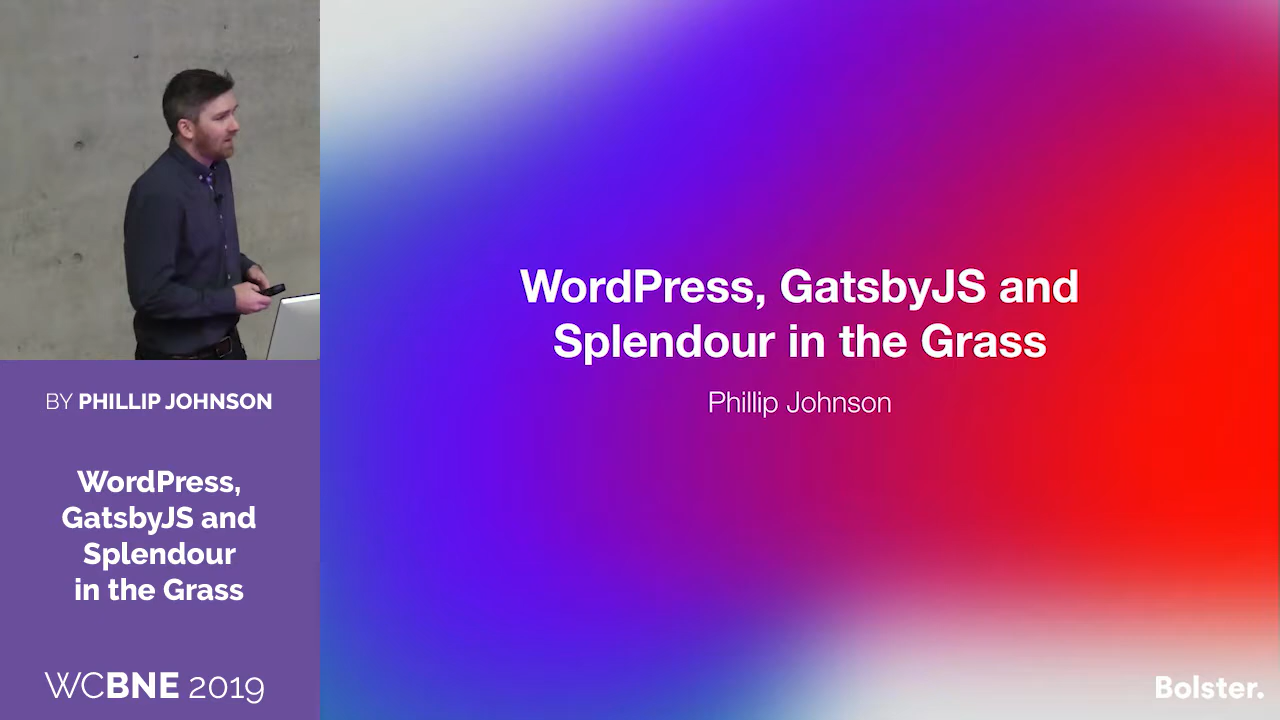 BY PHILLIP JOHNSON
WordPress,
GatsbyJS and
Splendour
in the Grass
WCBNE 2019
WordPress, GatsbyJS and
Splendour in the Grass
Phillip Johnson
Bolster.